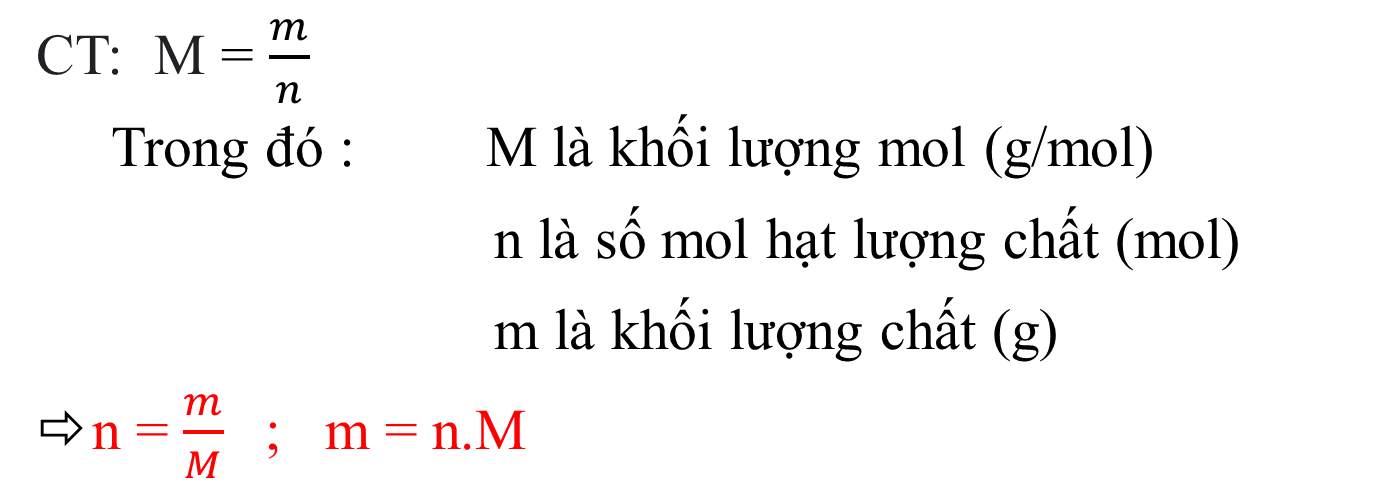 CT: M = m/n
Trong đó : M là khối lượng mol (g/mol)
n là số mol hạt lượng chất (mol)
m là khối lượng chất (g)
⇨ n = m/M ; m = n.M